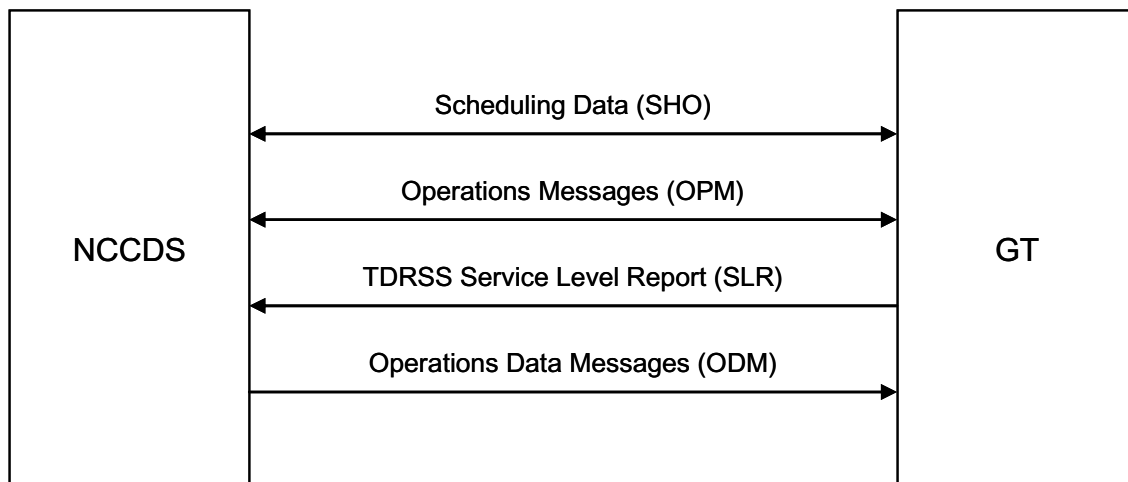 Scheduling Data (SHO)
Operations Messages (OPM)
NCCDS
GT
TDRSS Service Level Report (SLR)
Operations Data Messages (ODM)